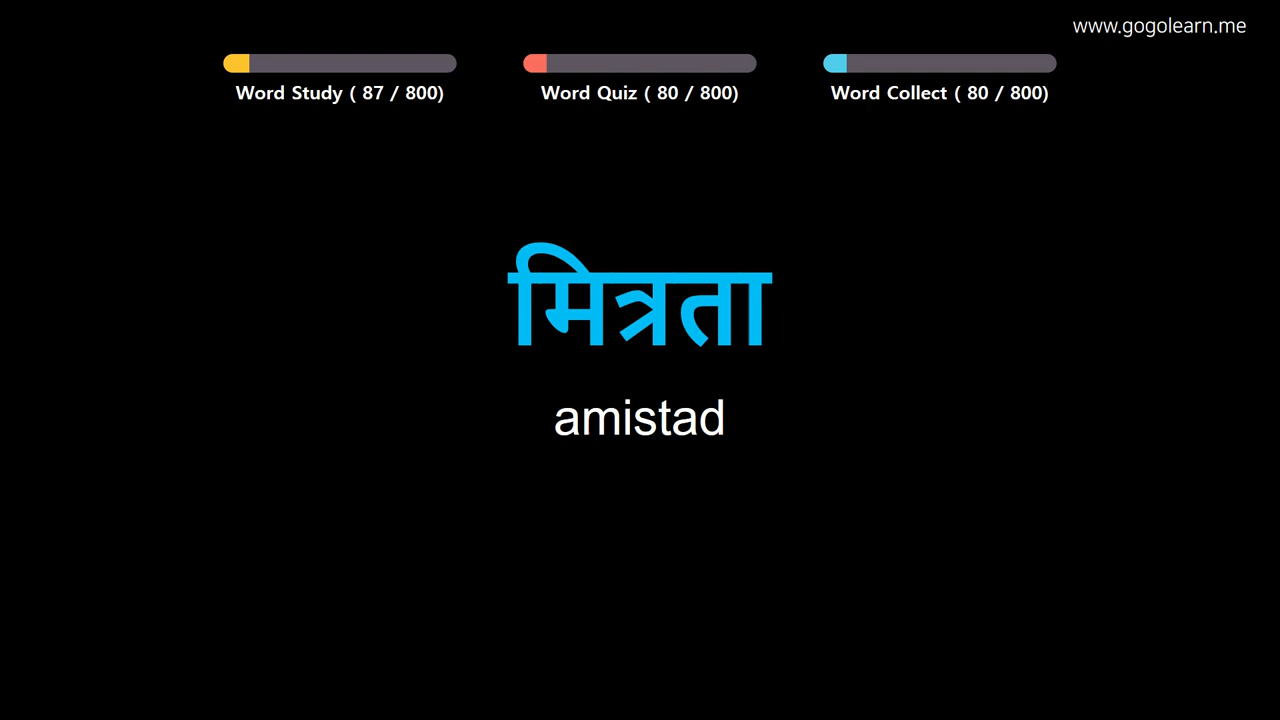 www.gogolearn.me
Word Study ( 87 / 800)
Word Quiz ( 80 / 800)
Word Collect ( 80 / 800)
मित्रता
amistad